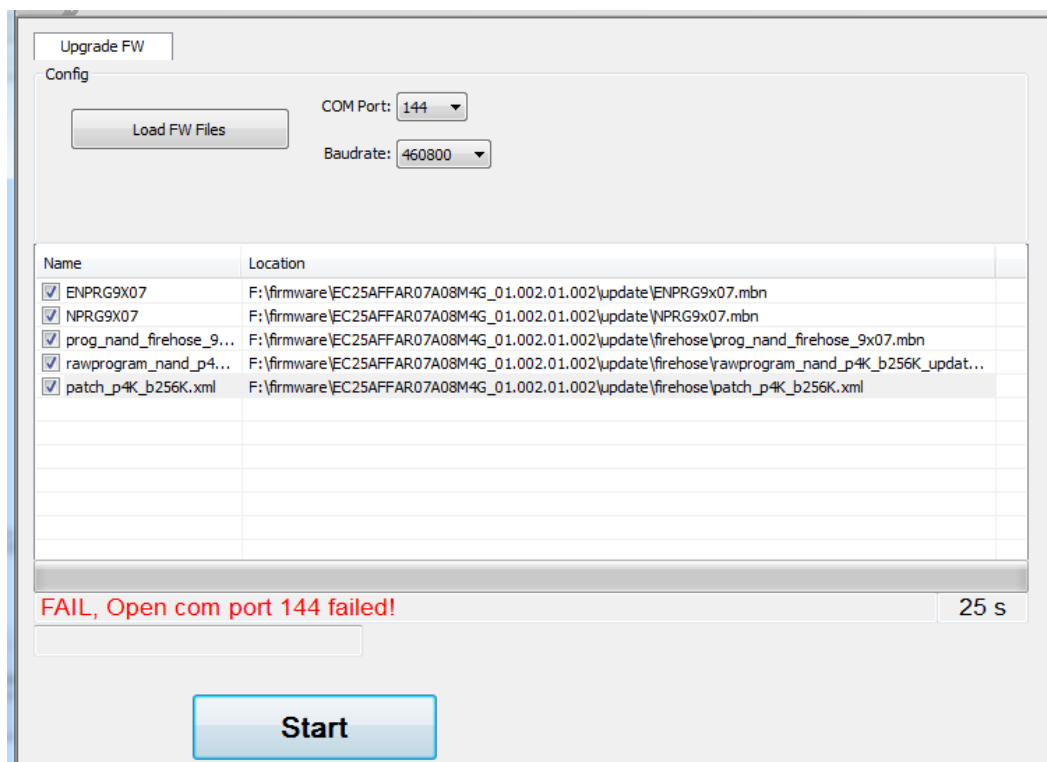 Upgrade FW
Config
Load FW Files
COM Port: 144
Baudrate: 460800
Name Location
ENPRG9X07 F:\firmware\EC25AFFAR07A08M4G_01.002.01.002\update\ENPRG9x07.mbn
NPRG9X07 F:\firmware\EC25AFFAR07A08M4G_01.002.01.002\update\NPRG9x07.mbn
prog_nand_firehose_9... F:\firmware\EC25AFFAR07A08M4G_01.002.01.002\update\firehose\prog_nand_firehose_9x07.mbn
rawprogram_nand_p4... F:\firmware\EC25AFFAR07A08M4G_01.002.01.002\update\firehose\rawprogram_nand_p4K_b256K_updat...
patch_p4K_b256K.xml F:\firmware\EC25AFFAR07A08M4G_01.002.01.002\update\firehose\patch_p4K_b256K.xml
FAIL, Open com port 144 failed! 25 s
Start